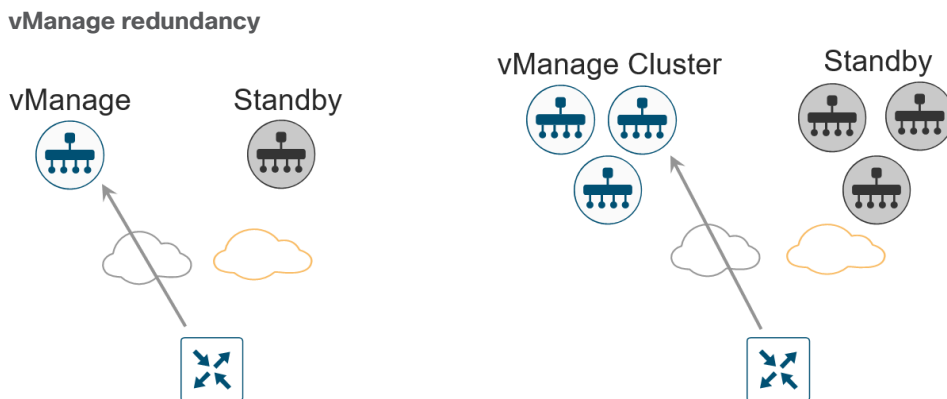 vManage redundancy
vManage
Standby
vManage Cluster
Standby